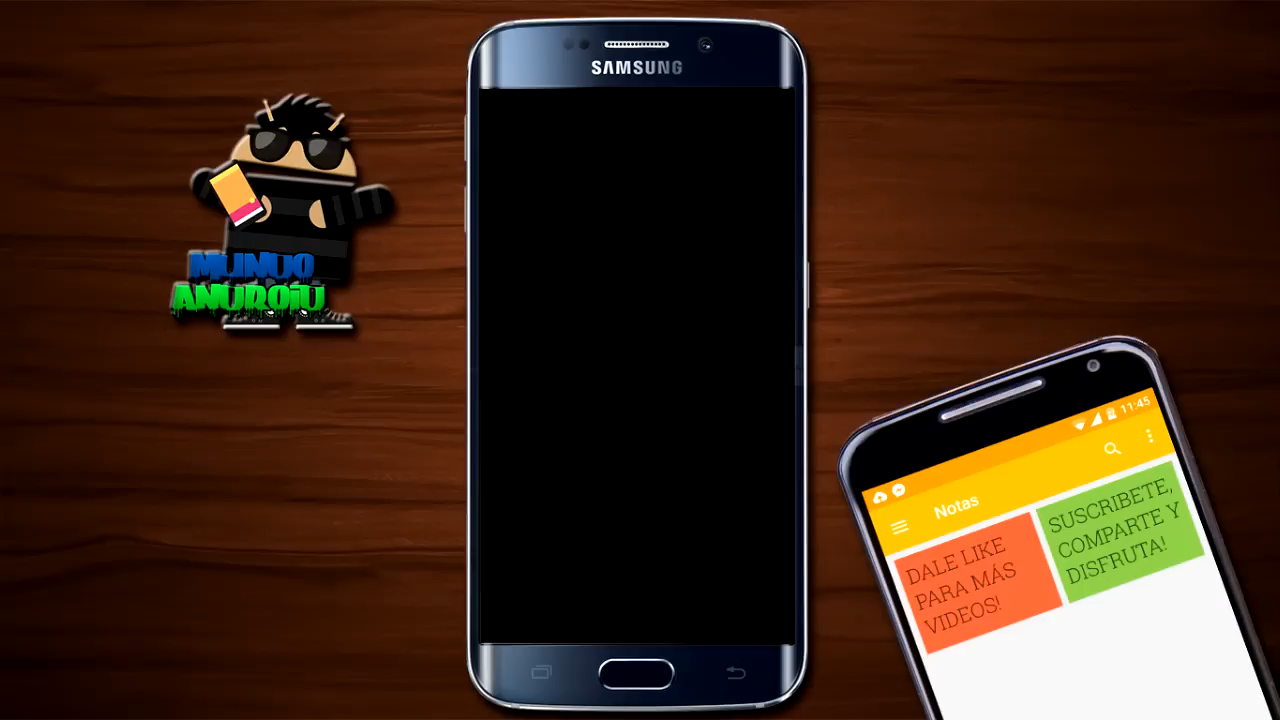 SAMSUNG
MUNDO
ANDROID
11:45
Notas
DALE LIKE
PARA MÁS
VIDEOS!
SUSCRIBETE,
COMPARTE Y
DISFRUTA!